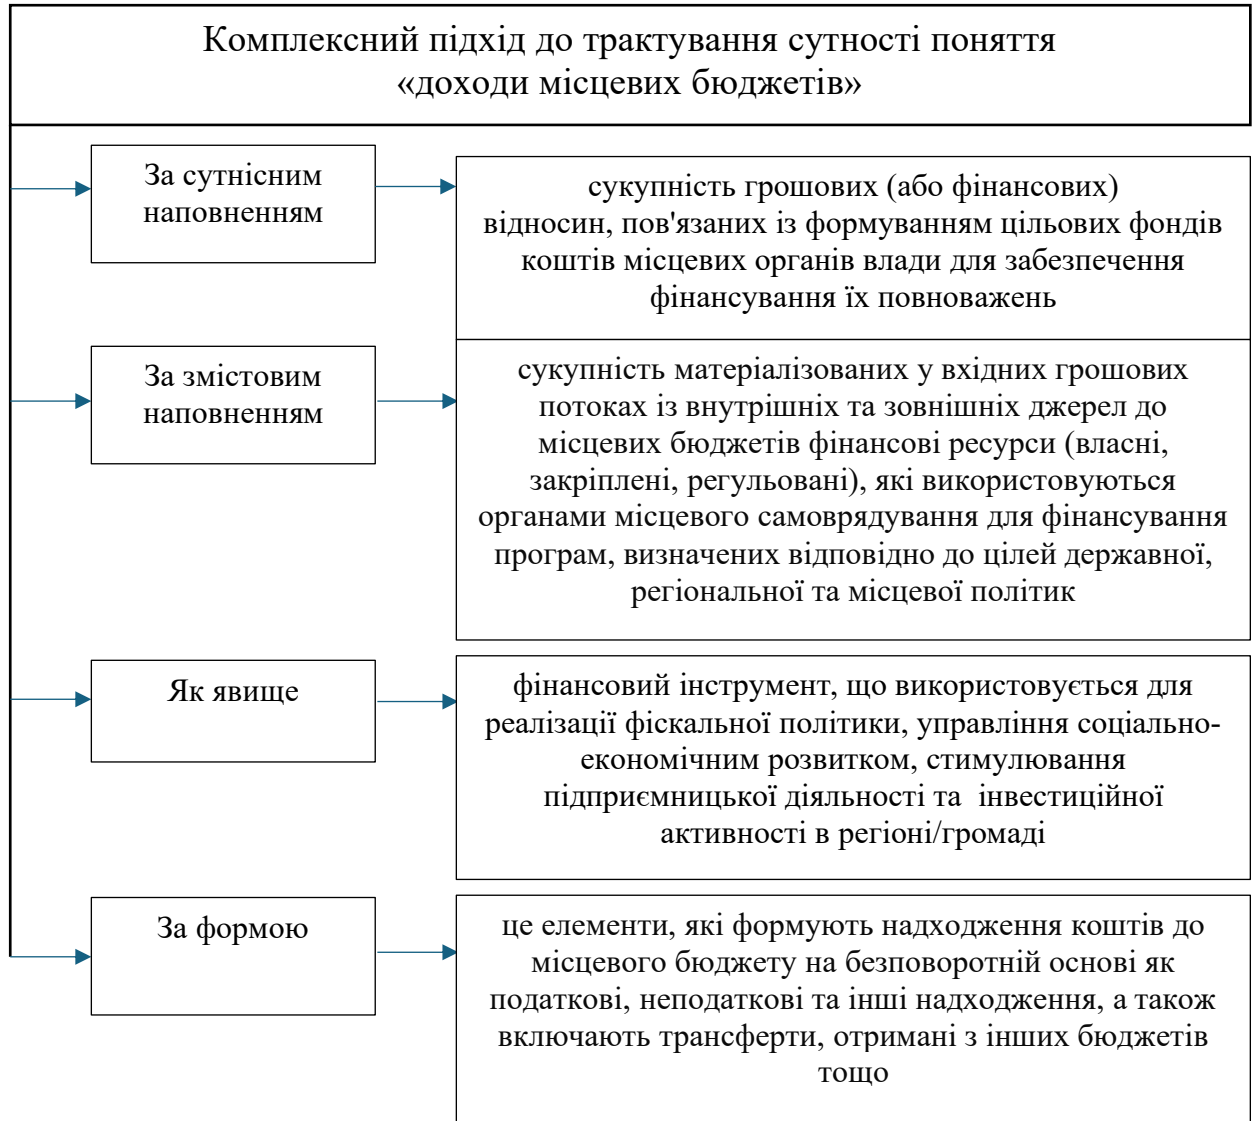 Комплексний підхід до трактування сутності поняття
«доходи місцевих бюджетів»
За сутнісним
наповненням
сукупність грошових (або фінансових)
відносин, пов'язаних із формуванням цільових фондів
коштів місцевих органів влади для забезпечення
фінансування їх повноважень
За змістовим
наповненням
сукупність матеріалізованих у вхідних грошових
потоках із внутрішніх та зовнішніх джерел до
місцевих бюджетів фінансові ресурси (власні,
закріплені, регульовані), які використовуються
органами місцевого самоврядування для фінансування
програм, визначених відповідно до цілей державної,
регіональної та місцевої політик
Як явище
фінансовий інструмент, що використовується для
реалізації фіскальної політики, управління соціально-
економічним розвитком, стимулювання
підприємницької діяльності та  інвестиційної
активності в регіоні/громаді
За формою
це елементи, які формують надходження коштів до
місцевого бюджету на безповоротній основі як
податкові, неподаткові та інші надходження, а також
включають трансферти, отримані з інших бюджетів
тощо